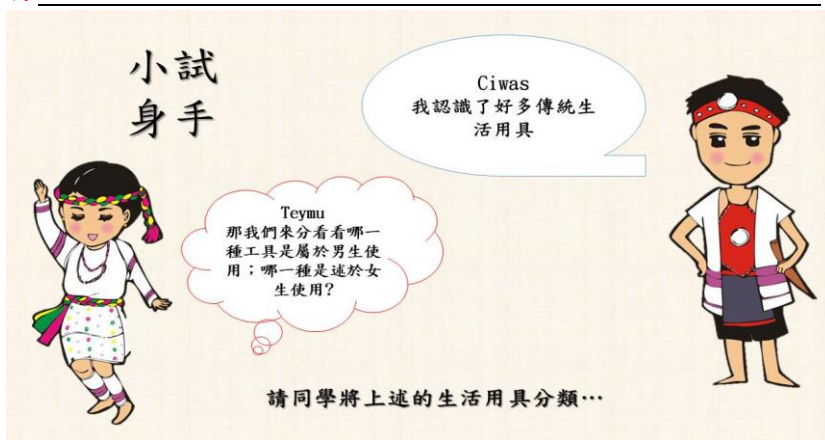 小試
身手
Ciwas
我認識了好多傳統生
活用具
Teymu
那我們來分看看哪一
種工具是屬於男生使
用；哪一種是述於女
生使用?
請同學將上述的生活用具分類…